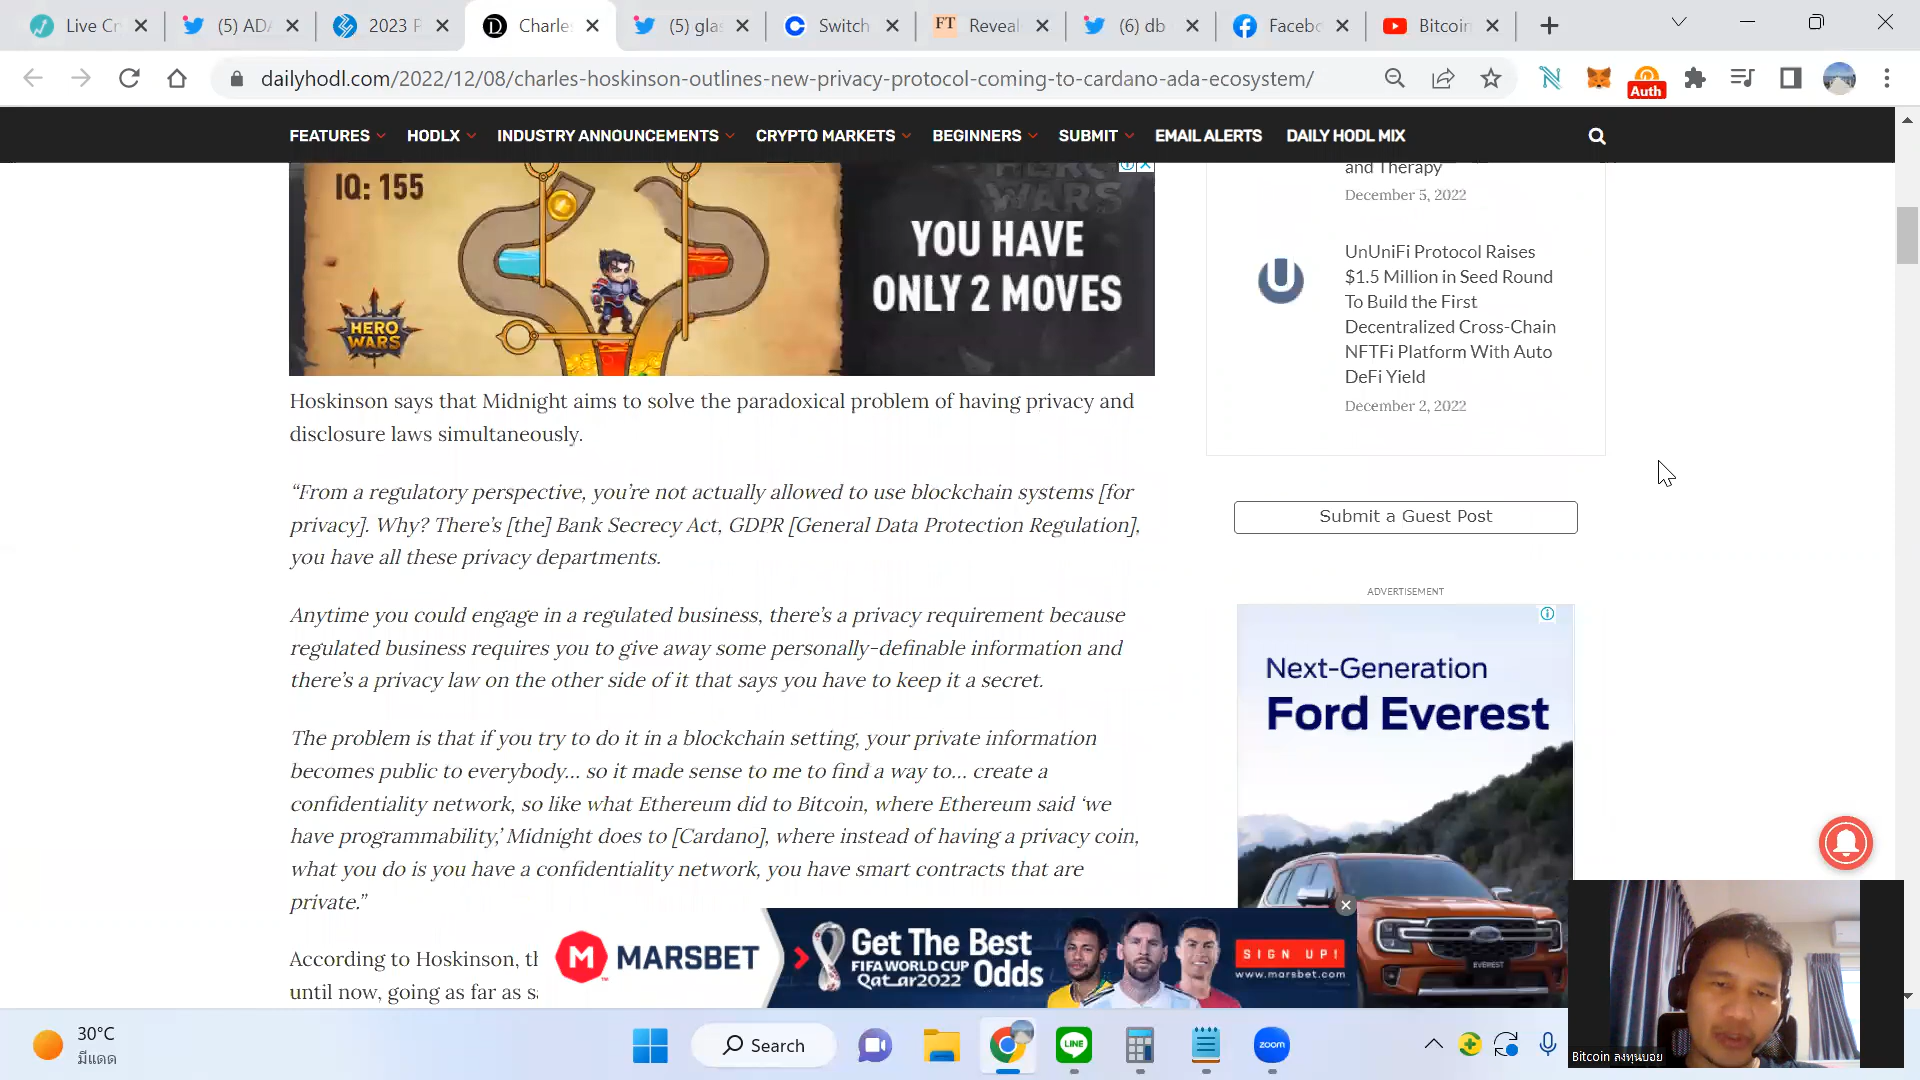 Live Cr
(5) ADA
2023 P
Charles
(5) glas
Switch
FT
Reveal
(6) db
Facebo
Bitcoin
dailyhodl.com/2022/12/08/charles-hoskinson-outlines-new-privacy-protocol-coming-to-cardano-ada-ecosystem/
Auth
FEATURES HODLX INDUSTRY ANNOUNCEMENTS CRYPTO MARKETS BEGINNERS SUBMIT EMAIL ALERTS DAILY HODL MIX
IQ: 155
HERO
WARS
HERO
WARS
YOU HAVE
ONLY 2 MOVES
Hoskinson says that Midnight aims to solve the paradoxical problem of having privacy and
disclosure laws simultaneously.
“From a regulatory perspective, you’re not actually allowed to use blockchain systems [for
privacy]. Why? There’s [the] Bank Secrecy Act, GDPR [General Data Protection Regulation],
you have all these privacy departments.
Anytime you could engage in a regulated business, there’s a privacy requirement because
regulated business requires you to give away some personally-definable information and
there’s a privacy law on the other side of it that says you have to keep it a secret.
The problem is that if you try to do it in a blockchain setting, your private information
becomes public to everybody… so it made sense to me to find a way to… create a
confidentiality network, so like what Ethereum did to Bitcoin, where Ethereum said ‘we
have programmability,’ Midnight does to [Cardano], where instead of having a privacy coin,
what you do is you have a confidentiality network, you have smart contracts that are
private.”
According to Hoskinson, th
until now, going as far as sa
and Therapy
December 5, 2022
UnUniFi Protocol Raises
$1.5 Million in Seed Round
To Build the First
Decentralized Cross-Chain
NFTFi Platform With Auto
DeFi Yield
December 2, 2022
Submit a Guest Post
ADVERTISEMENT
Next-Generation
Ford Everest
EVEREST
MARSBET
Get The Best
FIFA WORLD CUP
Qatar2022 Odds
SIGN UP!
www.marsbet.com
30°C
มีแดด
Search
LINE
zoom
Bitcoin ลงทุนบอย